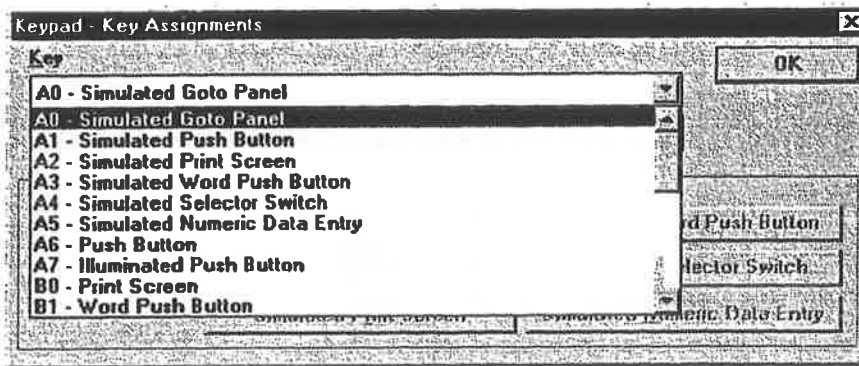 Keypad - Key Assignments
Key
OK
A0 - Simulated Goto Panel
A0 - Simulated Goto Panel
A1 - Simulated Push Button
A2 - Simulated Print Screen
A3 - Simulated Word Push Button
A4 - Simulated Selector Switch
A5 - Simulated Numeric Data Entry
A6 - Push Button
A7 - Illuminated Push Button
B0 - Print Screen
B1 - Word Push Button
Push Button
Switch
Screen
Numeric Data Entry